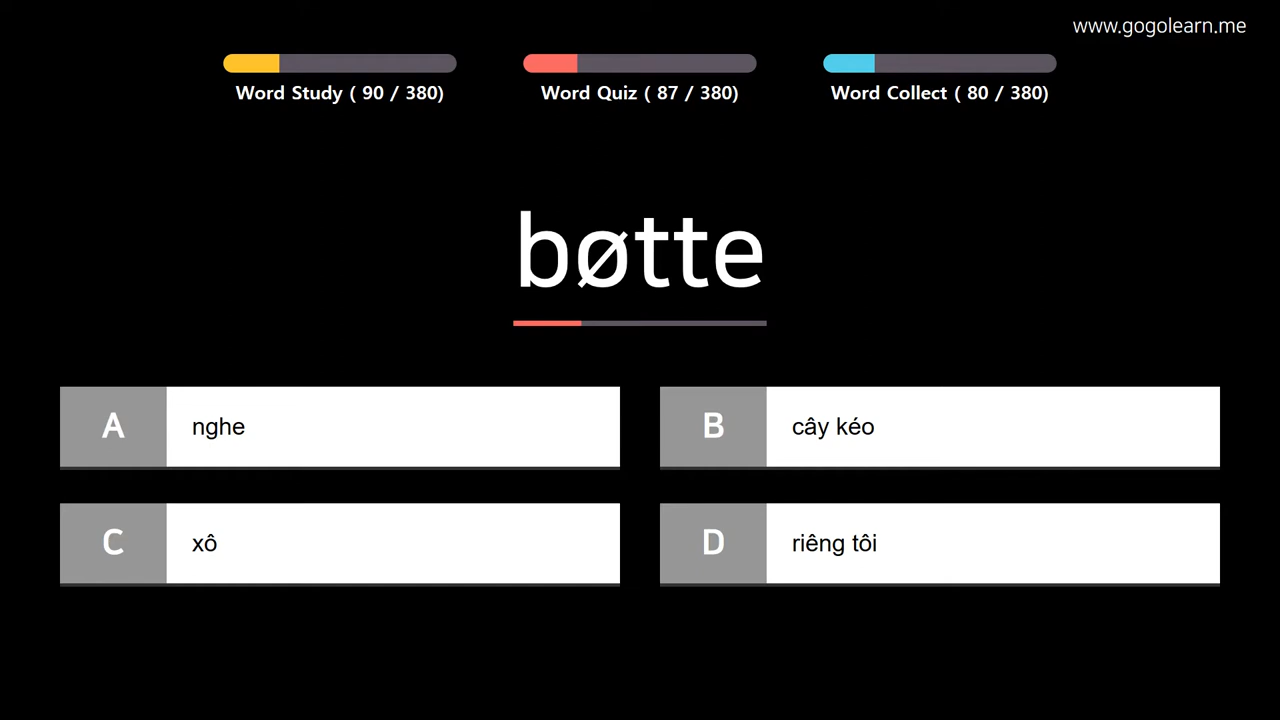 www.gogolearn.me
Word Study ( 90 / 380)
Word Quiz ( 87 / 380)
Word Collect ( 80 / 380)
bøtte
A nghe
B cây kéo
C xô
D riêng tôi